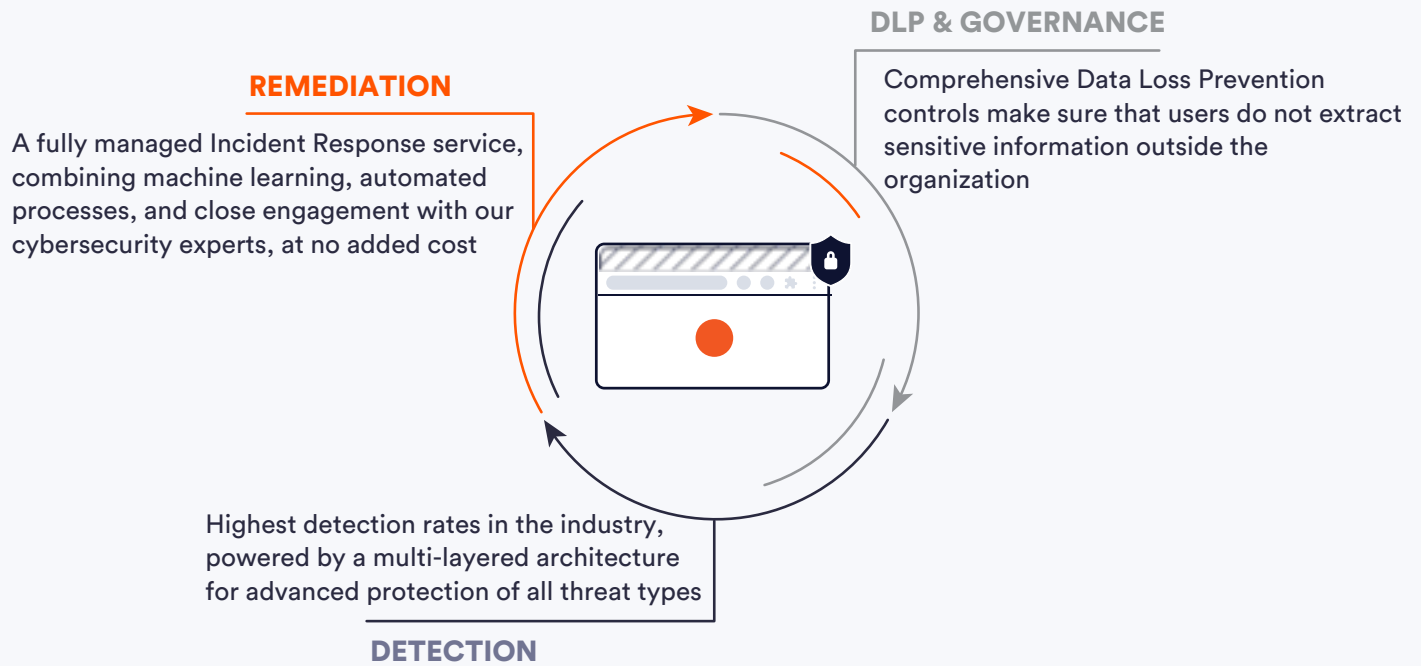 DLP & GOVERNANCE
Comprehensive Data Loss Prevention
controls make sure that users do not extract
sensitive information outside the
organization
REMEDIATION
A fully managed Incident Response service,
combining machine learning, automated
processes, and close engagement with our
cybersecurity experts, at no added cost
Highest detection rates in the industry,
powered by a multi-layered architecture
for advanced protection of all threat types
DETECTION